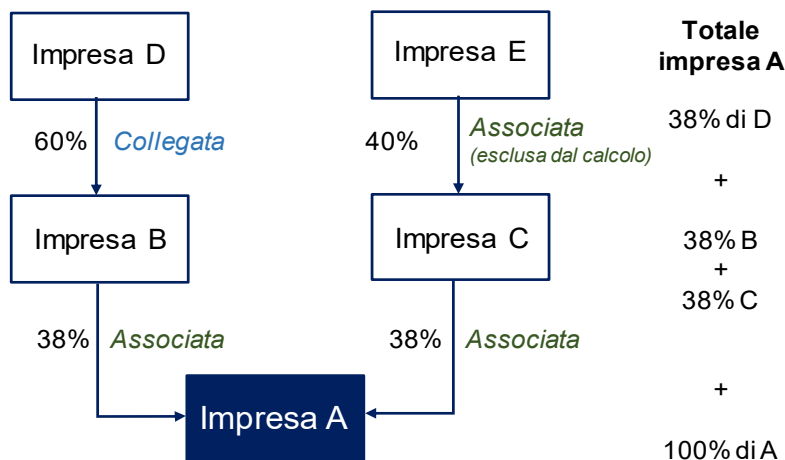 Impresa D
Impresa E
Totale
impresa A
60%
Collegata
40%
Associata
(esclusa dal calcolo)
38% di D
+
Impresa B
Impresa C
38% B
+
38% C
38%
Associata
38%
Associata
+
Impresa A
100% di A